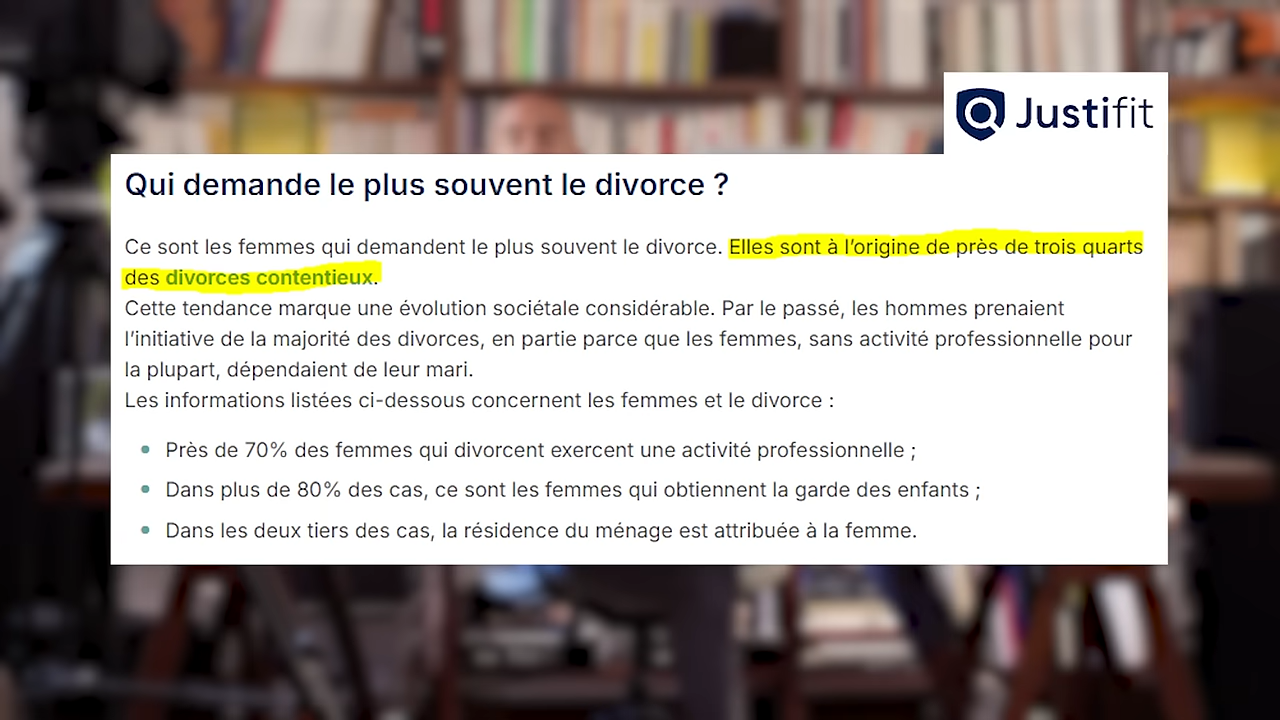 Justifit
Qui demande le plus souvent le divorce ?
Ce sont les femmes qui demandent le plus souvent le divorce. Elles sont à l’origine de près de trois quarts
des divorces contentieux.
Cette tendance marque une évolution sociétale considérable. Par le passé, les hommes prenaient
l’initiative de la majorité des divorces, en partie parce que les femmes, sans activité professionnelle pour
la plupart, dépendaient de leur mari.
Les informations listées ci-dessous concernent les femmes et le divorce :
• Près de 70% des femmes qui divorcent exercent une activité professionnelle ;
• Dans plus de 80% des cas, ce sont les femmes qui obtiennent la garde des enfants ;
• Dans les deux tiers des cas, la résidence du ménage est attribuée à la femme.